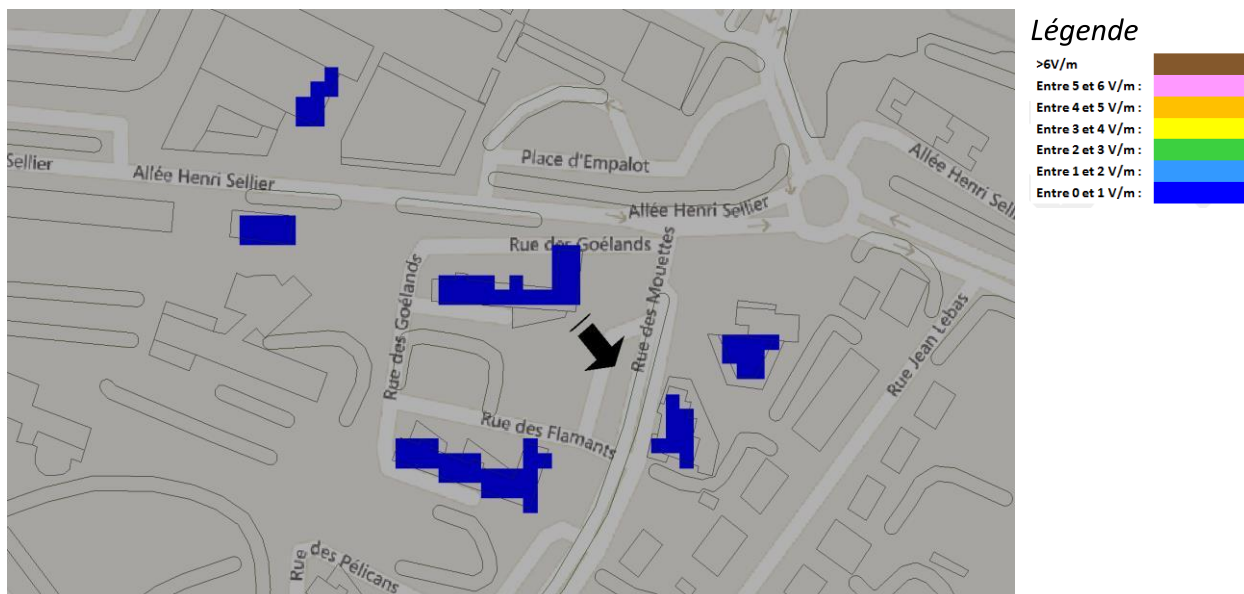 Légende
>6V/m
Entre 5 et 6 V/m :
Entre 4 et 5 V/m :
Entre 3 et 4 V/m :
Entre 2 et 3 V/m :
Entre 1 et 2 V/m :
Entre 0 et 1 V/m :
Sellier
Allée Henri Sellier
Place d'Empalot
Allée Henri Sellier
Allée Henri Sellier
Rue des Goélands
Rue des Goélands
Rue des Mouettes
Rue Jean Lebas
Rue des Flamants
Rue des Pélicans